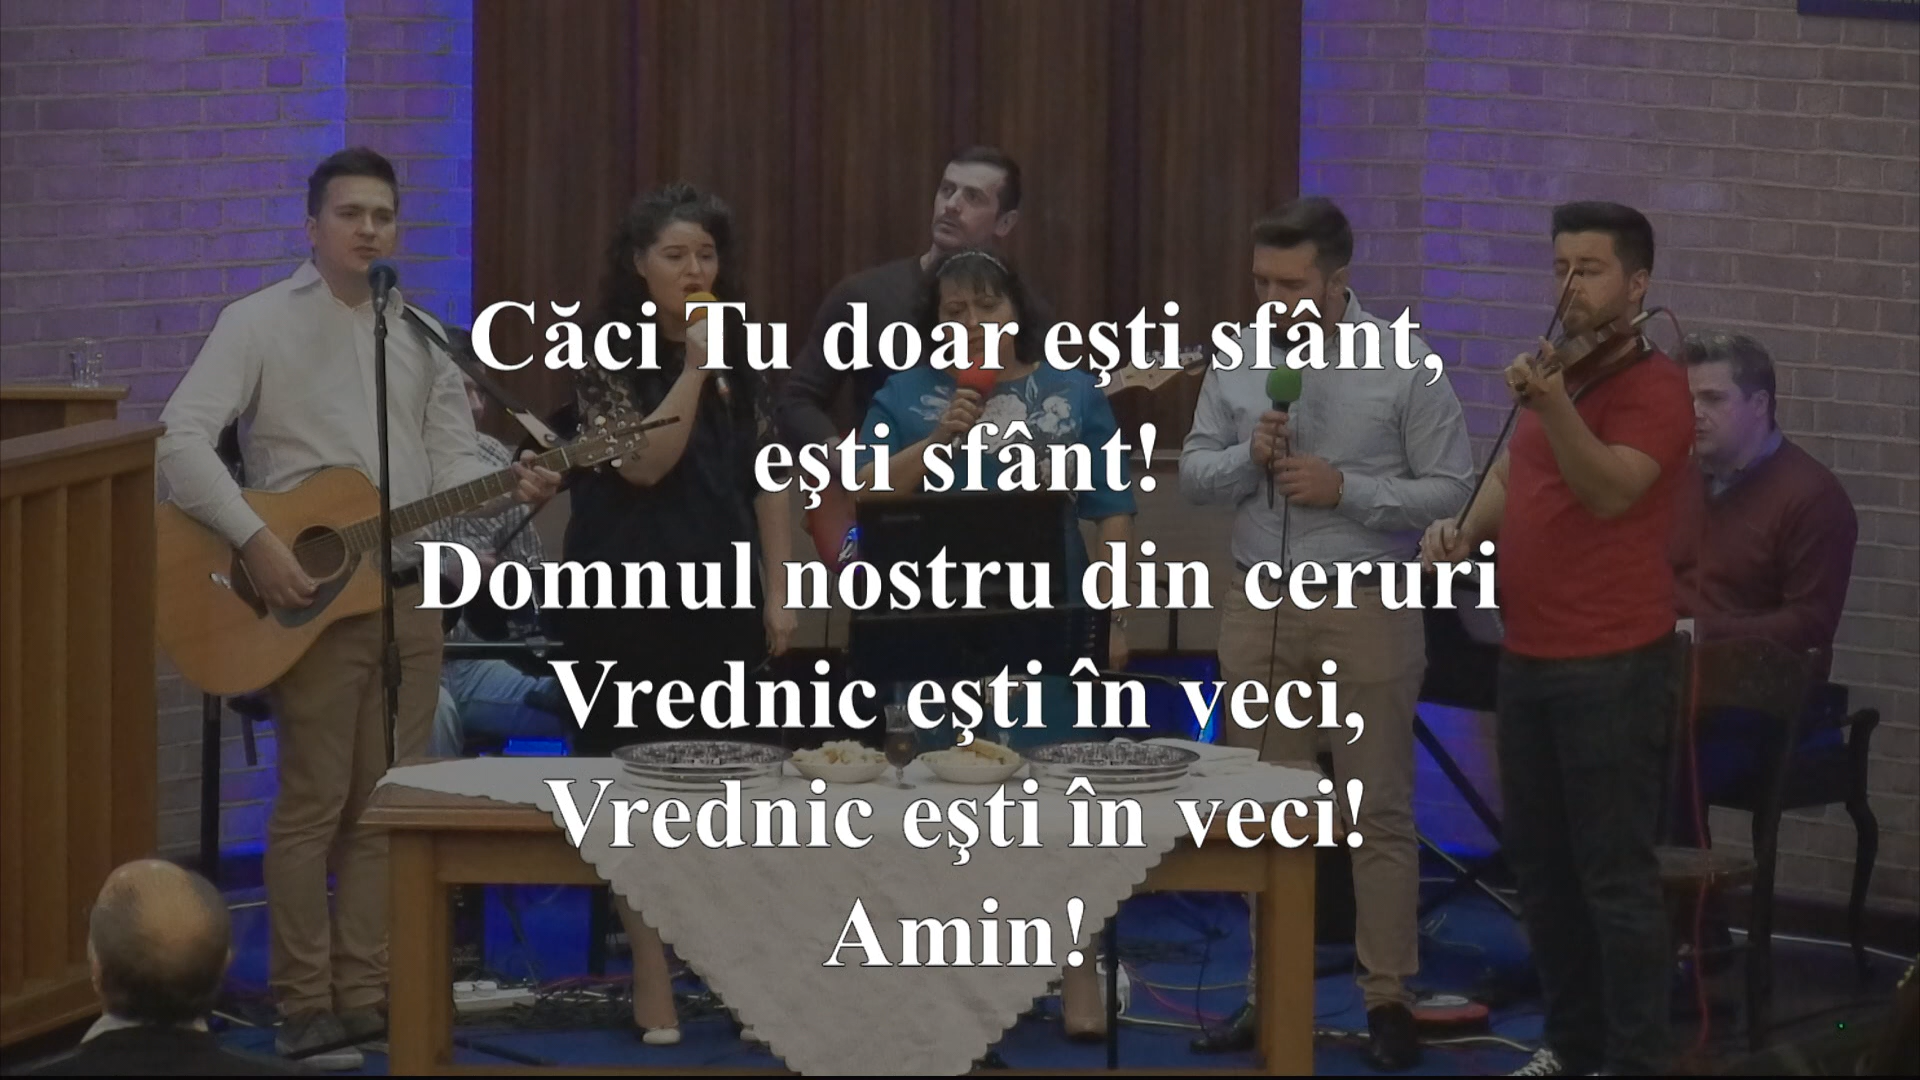 Căci Tu doar eşti sfânt,
eşti sfânt!
Domnul nostru din ceruri
Vrednic eşti în veci,
Vrednic eşti în veci!
Amin!